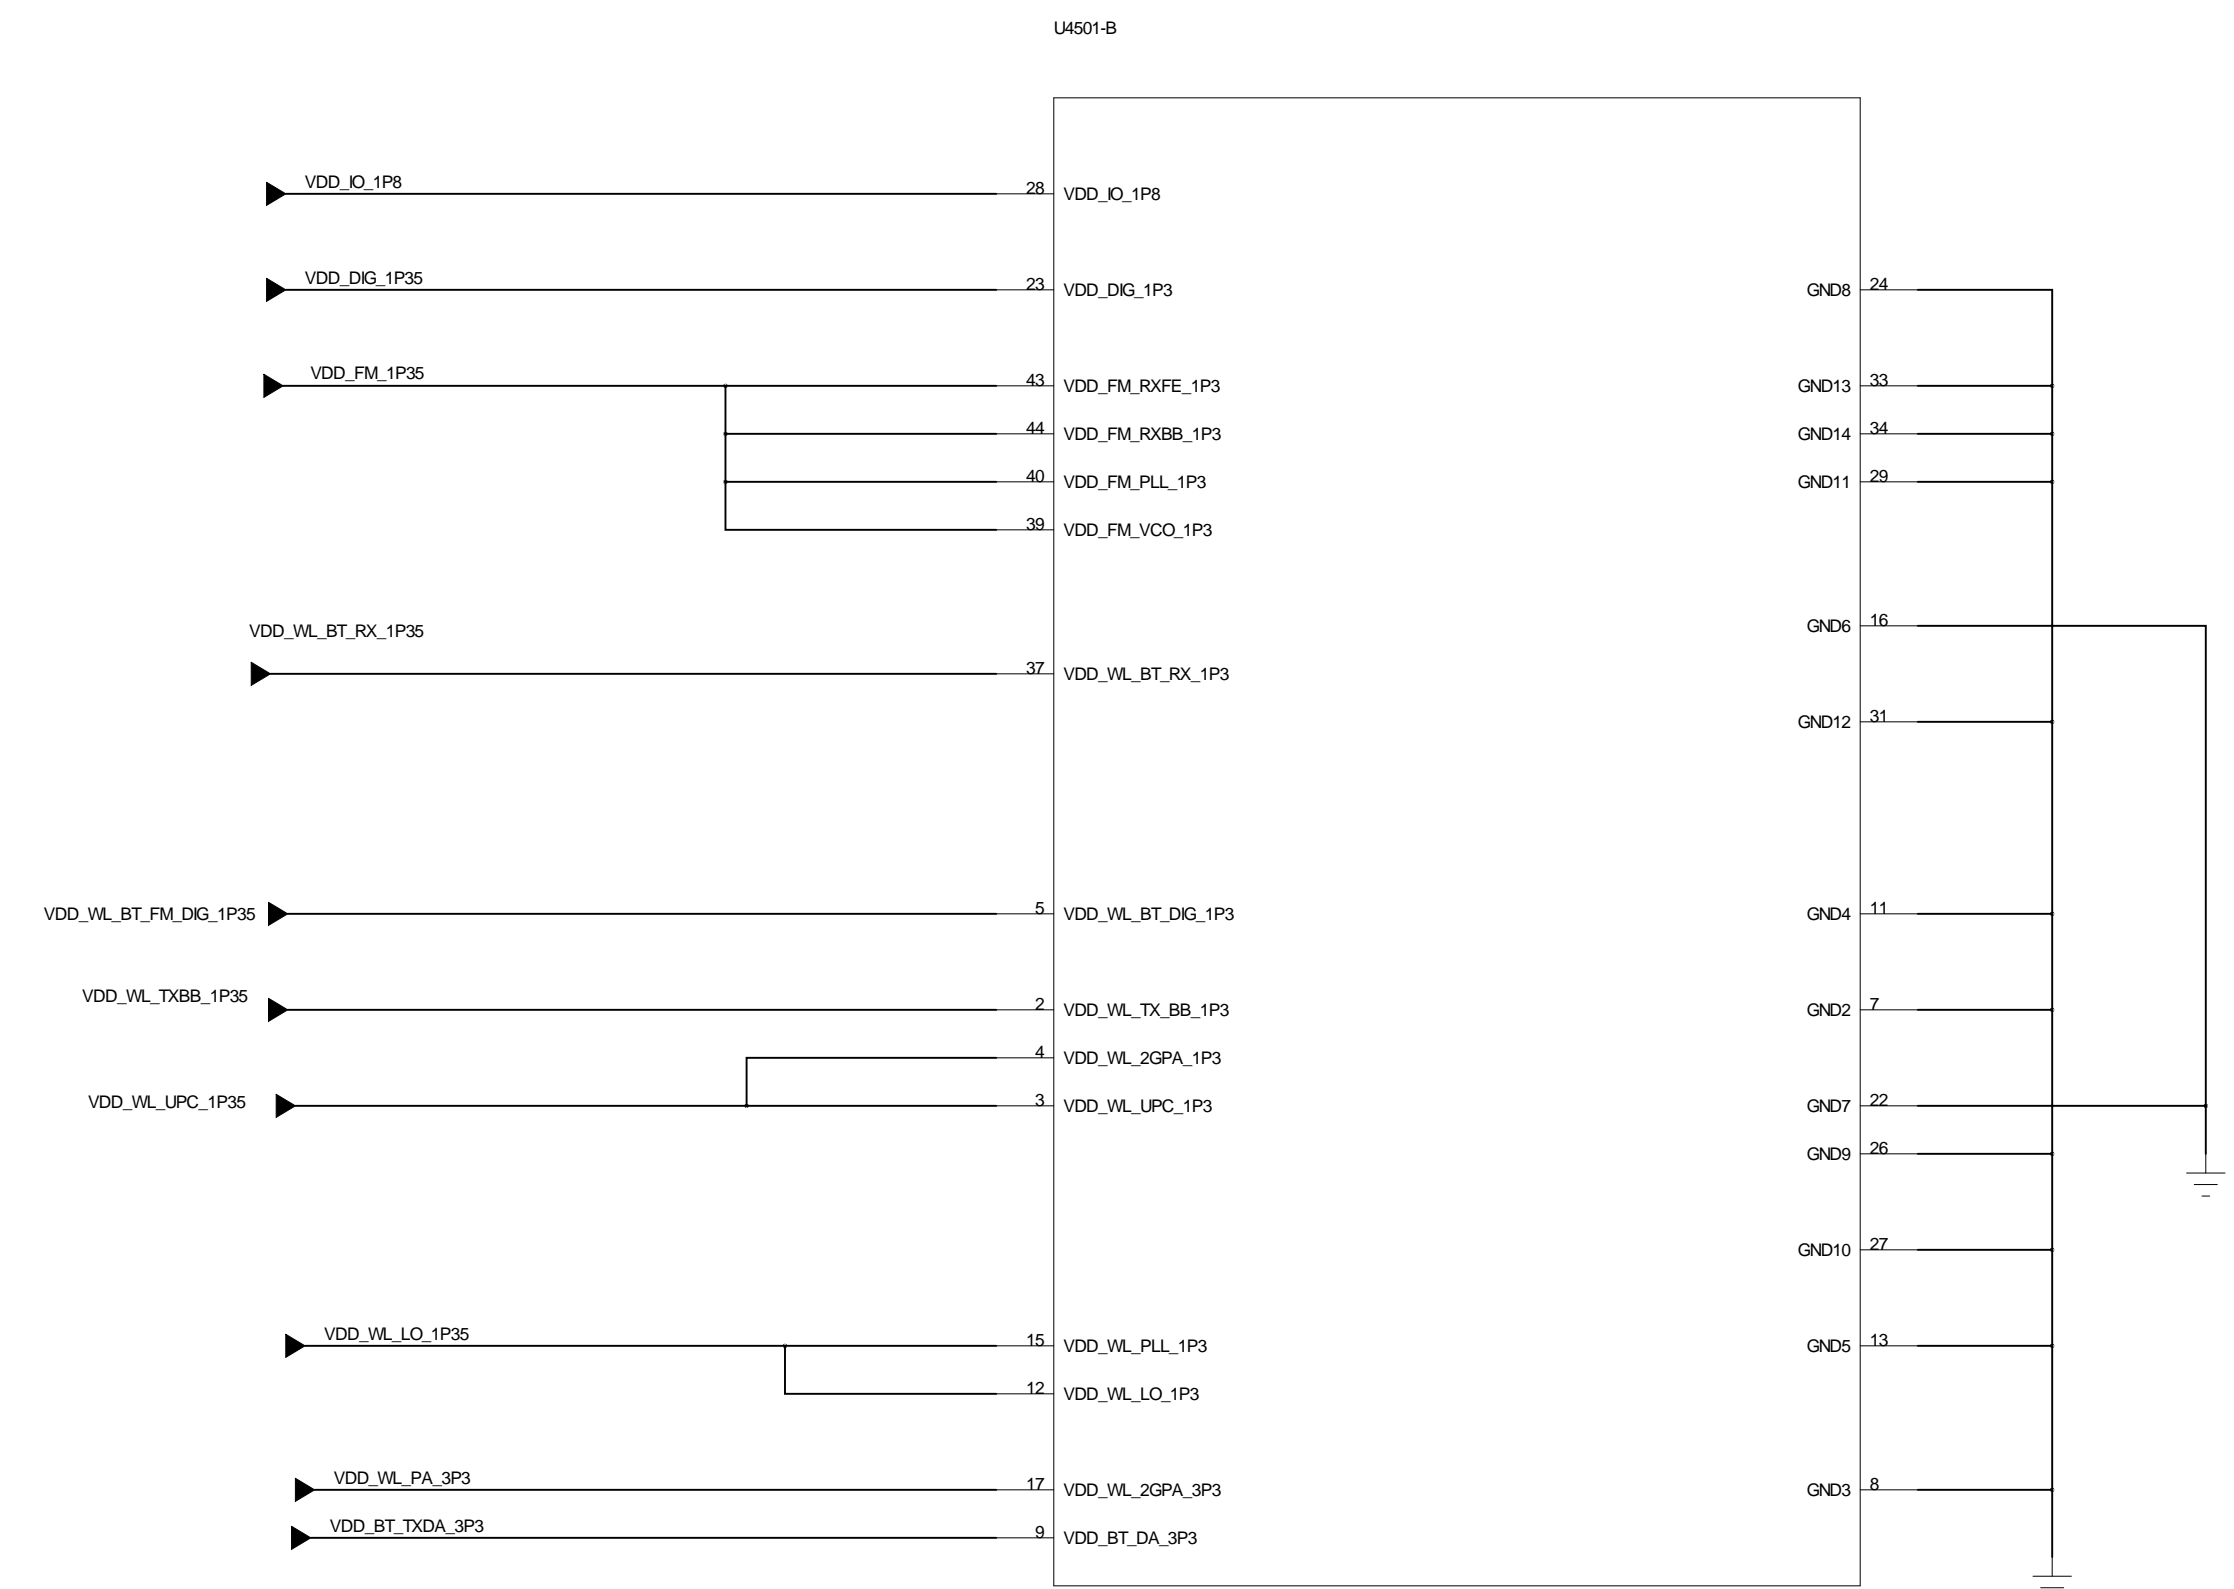 U4501-B
VDD_IO_1P8
28 VDD_IO_1P8
VDD_DIG_1P35
23 VDD_DIG_1P3
GND8 24
VDD_FM_1P35
43 VDD_FM_RXFE_1P3
GND13 33
44 VDD_FM_RXBB_1P3
GND14 34
40 VDD_FM_PLL_1P3
GND11 29
39 VDD_FM_VCO_1P3
VDD_WL_BT_RX_1P35
GND6 16
37 VDD_WL_BT_RX_1P3
GND12 31
VDD_WL_BT_FM_DIG_1P35
5 VDD_WL_BT_DIG_1P3
GND4 11
VDD_WL_TXBB_1P35
2 VDD_WL_TX_BB_1P3
GND2 7
4 VDD_WL_2GPA_1P3
VDD_WL_UPC_1P35
3 VDD_WL_UPC_1P3
GND7 22
GND9 26
GND10 27
VDD_WL_LO_1P35
15 VDD_WL_PLL_1P3
GND5 13
12 VDD_WL_LO_1P3
VDD_WL_PA_3P3
17 VDD_WL_2GPA_3P3
GND3 8
VDD_BT_TXDA_3P3
9 VDD_BT_DA_3P3